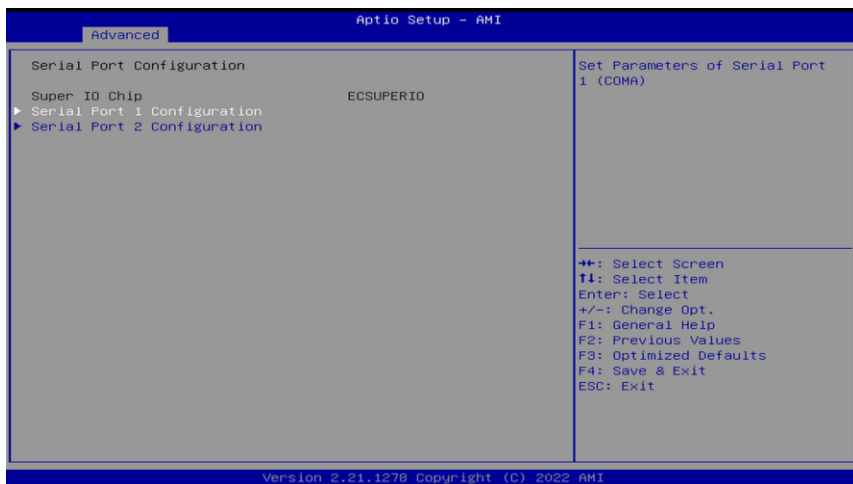 Aptio Setup – AMI
Advanced
Serial Port Configuration
Super IO Chip ECSUPERIO
▶ Serial Port 1 Configuration
▶ Serial Port 2 Configuration
Set Parameters of Serial Port
1 (COMA)
→←: Select Screen
↑↓: Select Item
Enter: Select
+/-: Change Opt.
F1: General Help
F2: Previous Values
F3: Optimized Defaults
F4: Save & Exit
ESC: Exit
Version 2.21.1278 Copyright (C) 2022 AMI